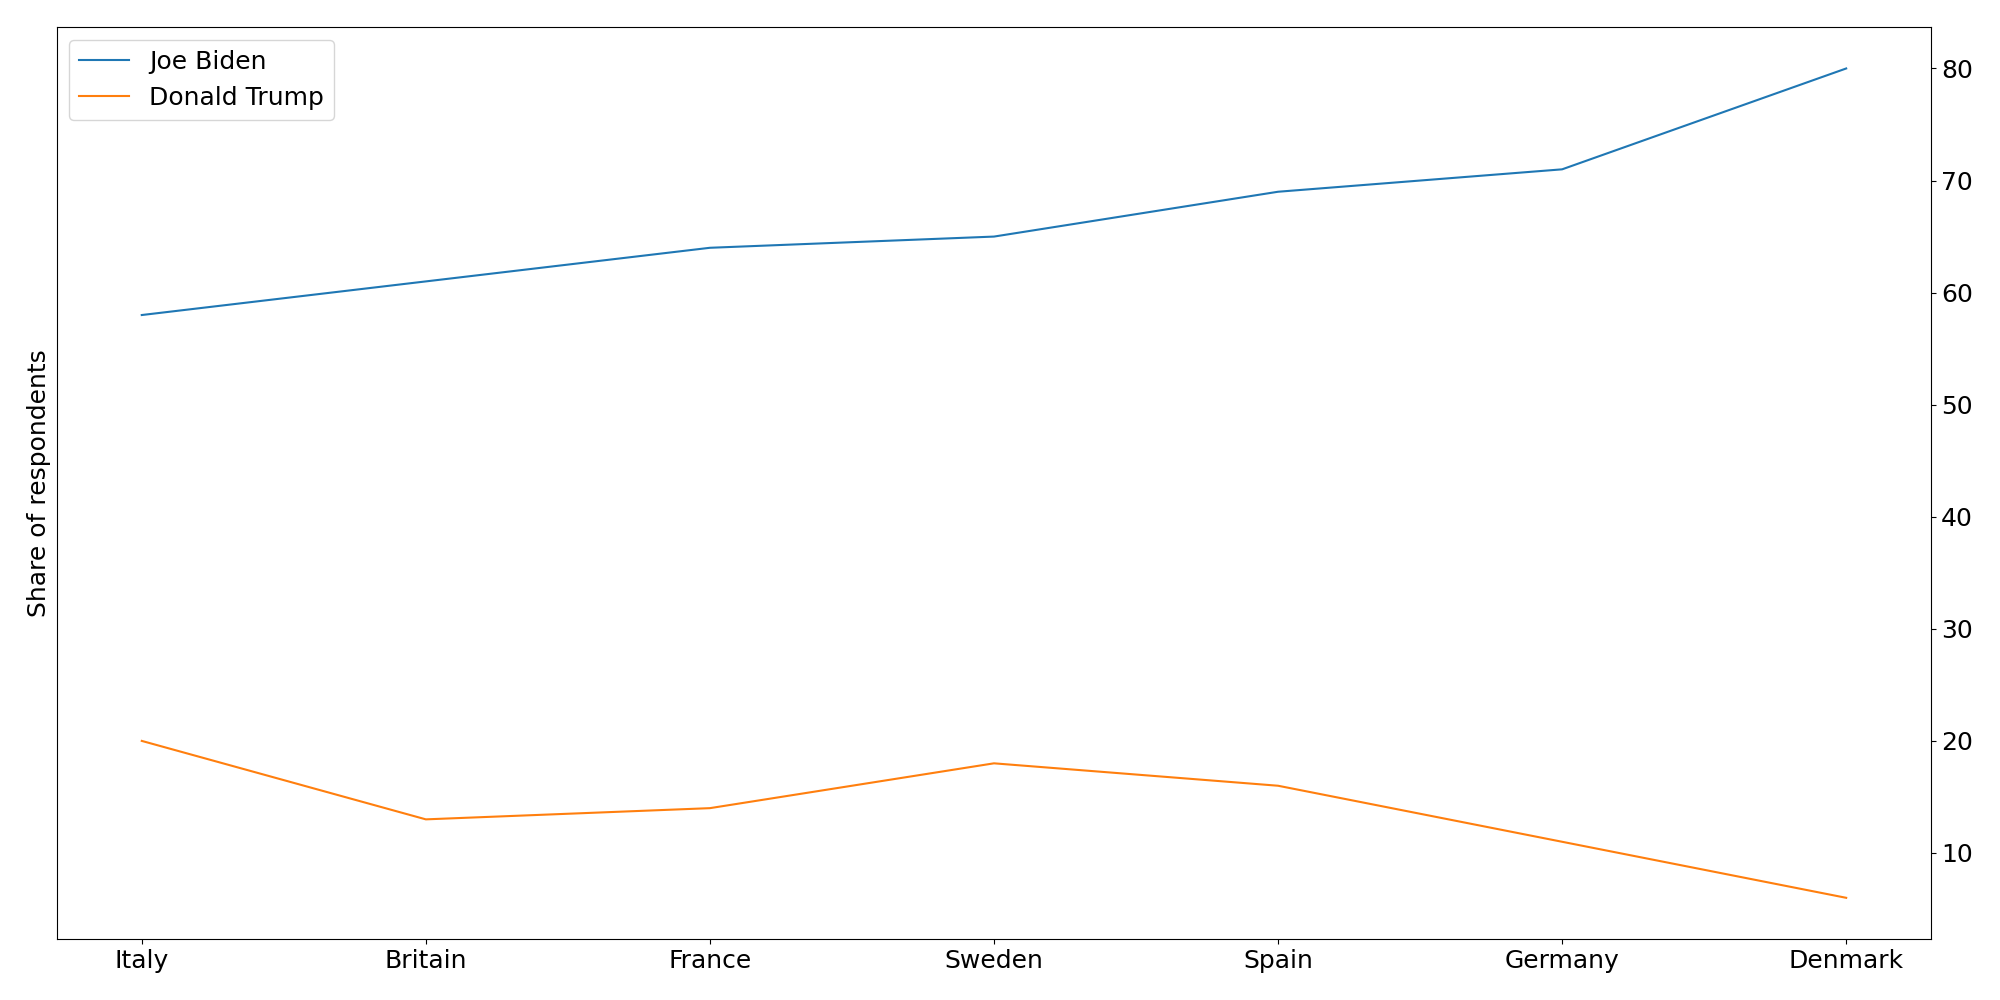 Joe Biden
Donald Trump
Share of respondents
80
70
60
50
40
30
20
10
Italy Britain France Sweden Spain Germany Denmark